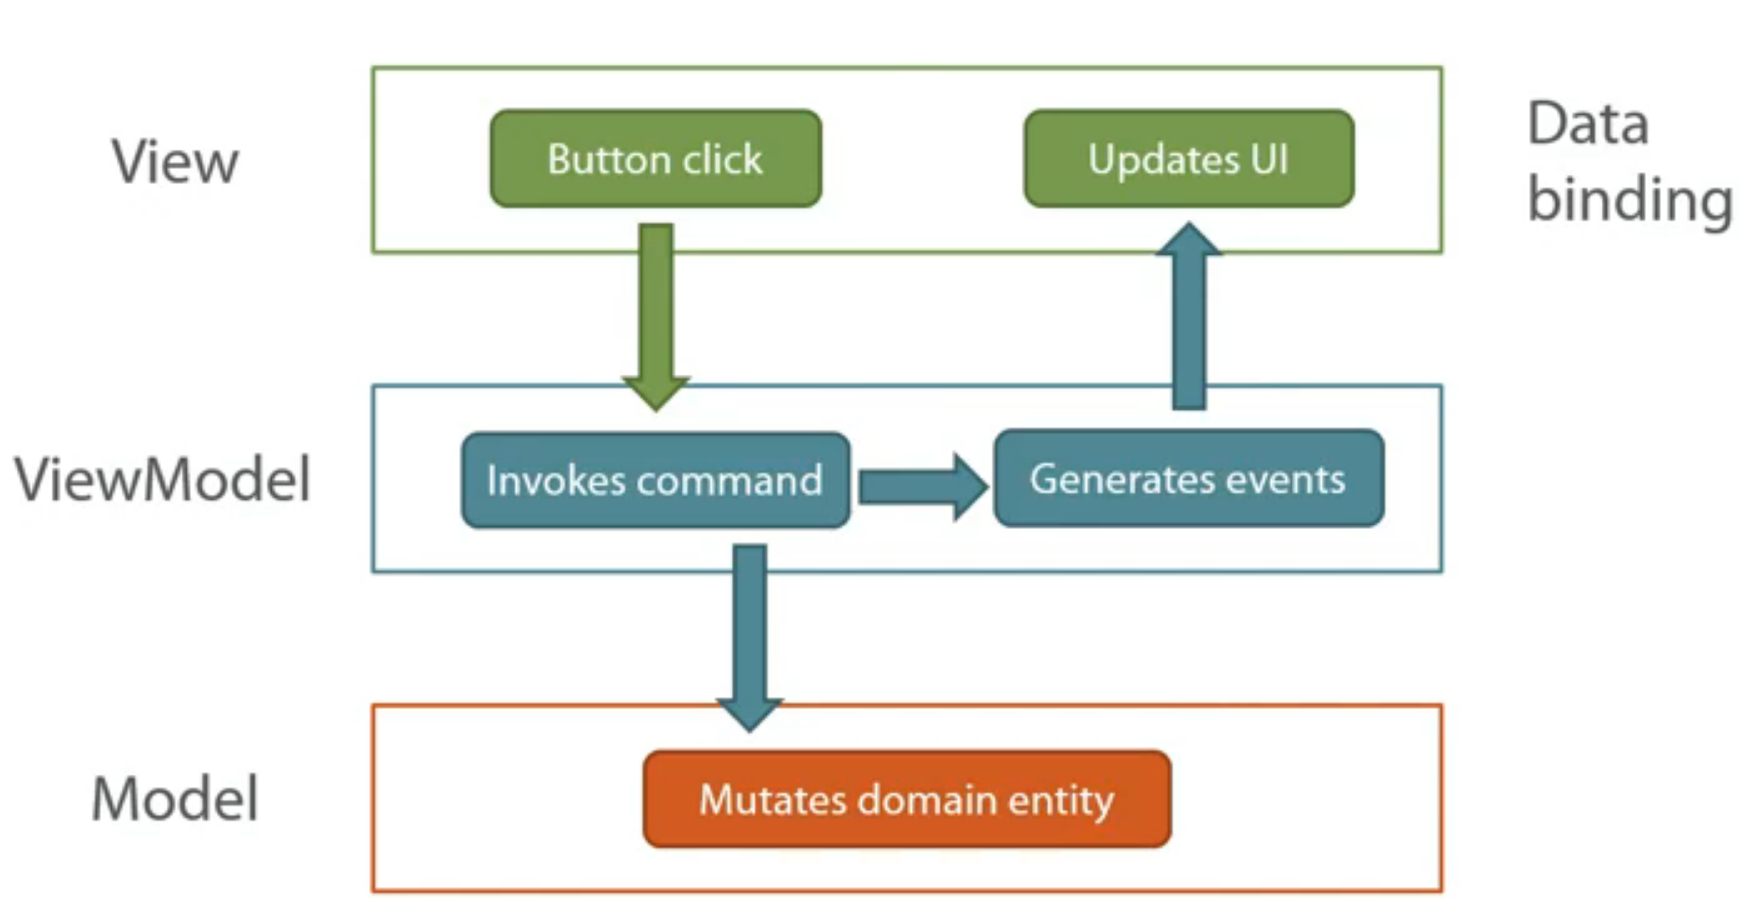 View
Button click
Updates UI
Data
binding
ViewModel
Invokes command
Generates events
Model
Mutates domain entity